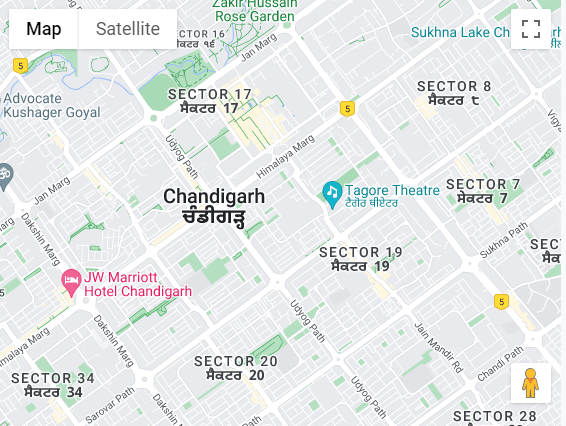 Map
Satellite
Zakir Hussain
Rose Garden
Sukhna Lake Ch
SECTOR 16
ਸੈਕਟਰ ੧੬
Jan Marg
5
SECTOR 8
ਸੈਕਟਰ ੮
SECTOR 17
ਸੈਕਟਰ 17
Advocate
Kushager Goyal
5
Udyog Path
Himalaya Marg
Jan Marg
SECTOR 7
ਸੈਕਟਰ 7
Tagore Theatre
ਟੈਗੋਰ ਥੀਏਟਰ
Chandigarh
ਚੰਡੀਗੜ੍ਹ
Dakshin Marg
Sukhna Path
SECTOR 19
ਸੈਕਟਰ 19
JW Marriott
Hotel Chandigarh
5
Udyog Path
Dakshin Marg
Jain Mandir Rd
Chandi Path
SECTOR 20
ਸੈਕਟਰ 20
SECTOR 34
ਸੈਕਟਰ 34
Sarovar Path
Dakshin Marg
Udyog Path
SECTOR 28